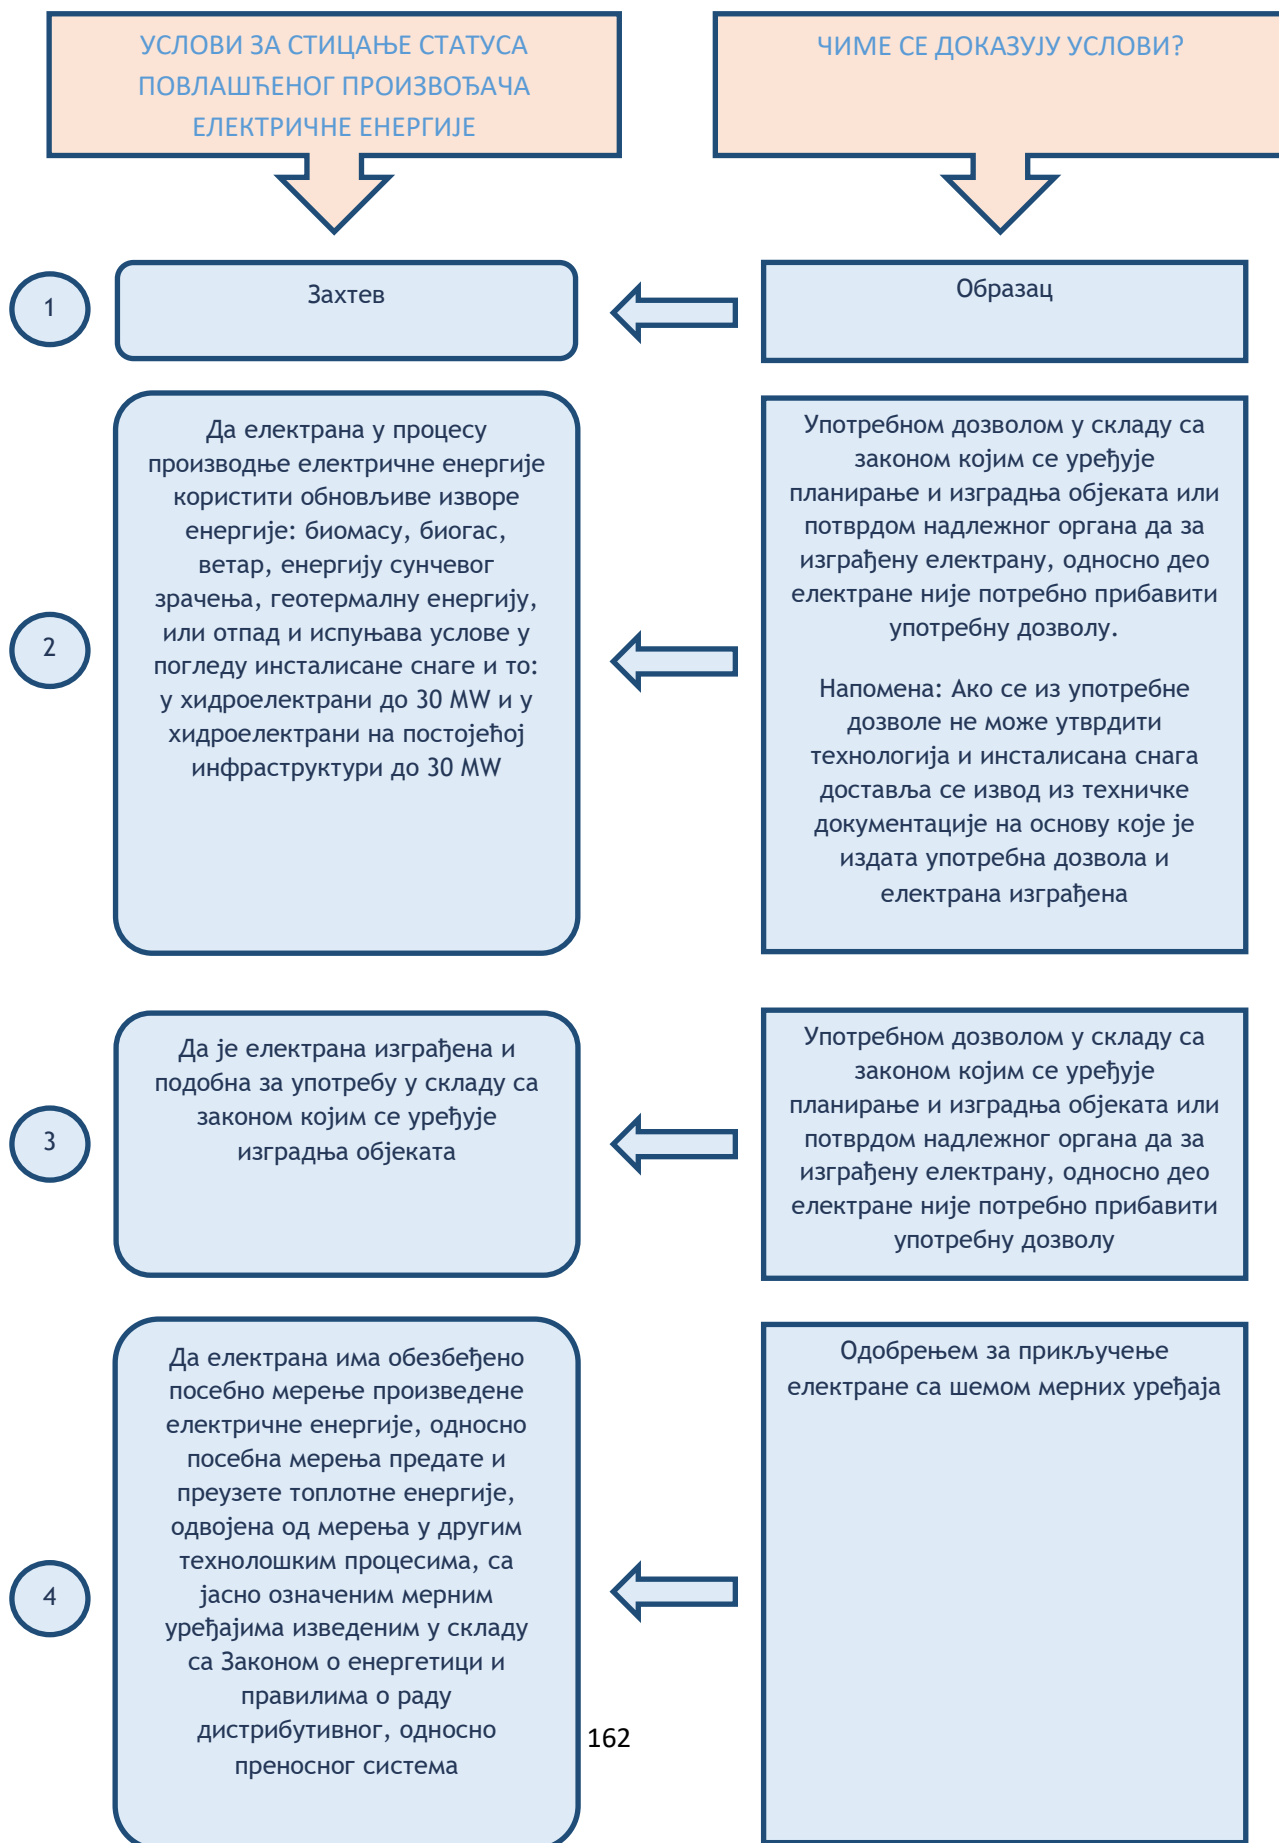 УСЛОВИ ЗА СТИЦАЊЕ СТАТУСА
ПОВЛАШЋЕНОГ ПРОИЗВОЂАЧА
ЕЛЕКТРИЧНЕ ЕНЕРГИЈЕ
ЧИМЕ СЕ ДОКАЗУЈУ УСЛОВИ?
1
Захтев
Образац
2
Да електрана у процесу
производње електричне енергије
користити обновљиве изворе
енергије: биомасу, биогас,
ветар, енергију сунчевог
зрачења, геотермалну енергију,
или отпад и испуњава услове у
погледу инсталисане снаге и то:
у хидроелектрани до 30 MW и у
хидроелектрани на постојећој
инфраструктури до 30 MW
Употребном дозволом у складу са
законом којим се уређује
планирање и изградња објеката или
потврдом надлежног органа да за
изграђену електрану, односно део
електране није потребно прибавити
употребну дозволу.
Напомена: Ако се из употребне
дозволе не може утврдити
технологија и инсталисана снага
доставља се извод из техничке
документације на основу које је
издата употребна дозвола и
електрана изграђена
3
Да је електрана изграђена и
подобна за употребу у складу са
законом којим се уређује
изградња објеката
Употребном дозволом у складу са
законом којим се уређује
планирање и изградња објеката или
потврдом надлежног органа да за
изграђену електрану, односно део
електране није потребно прибавити
употребну дозволу
4
Да електрана има обезбеђено
посебно мерење произведене
електричне енергије, односно
посебна мерења предате и
преузете топлотне енергије,
одвојена од мерења у другим
технолошким процесима, са
јасно означеним мерним
уређајима изведеним у складу
са Законом о енергетици и
правилима о раду
дистрибутивног, односно
преносног система
Одобрењем за прикључење
електране са шемом мерних уређаја
162